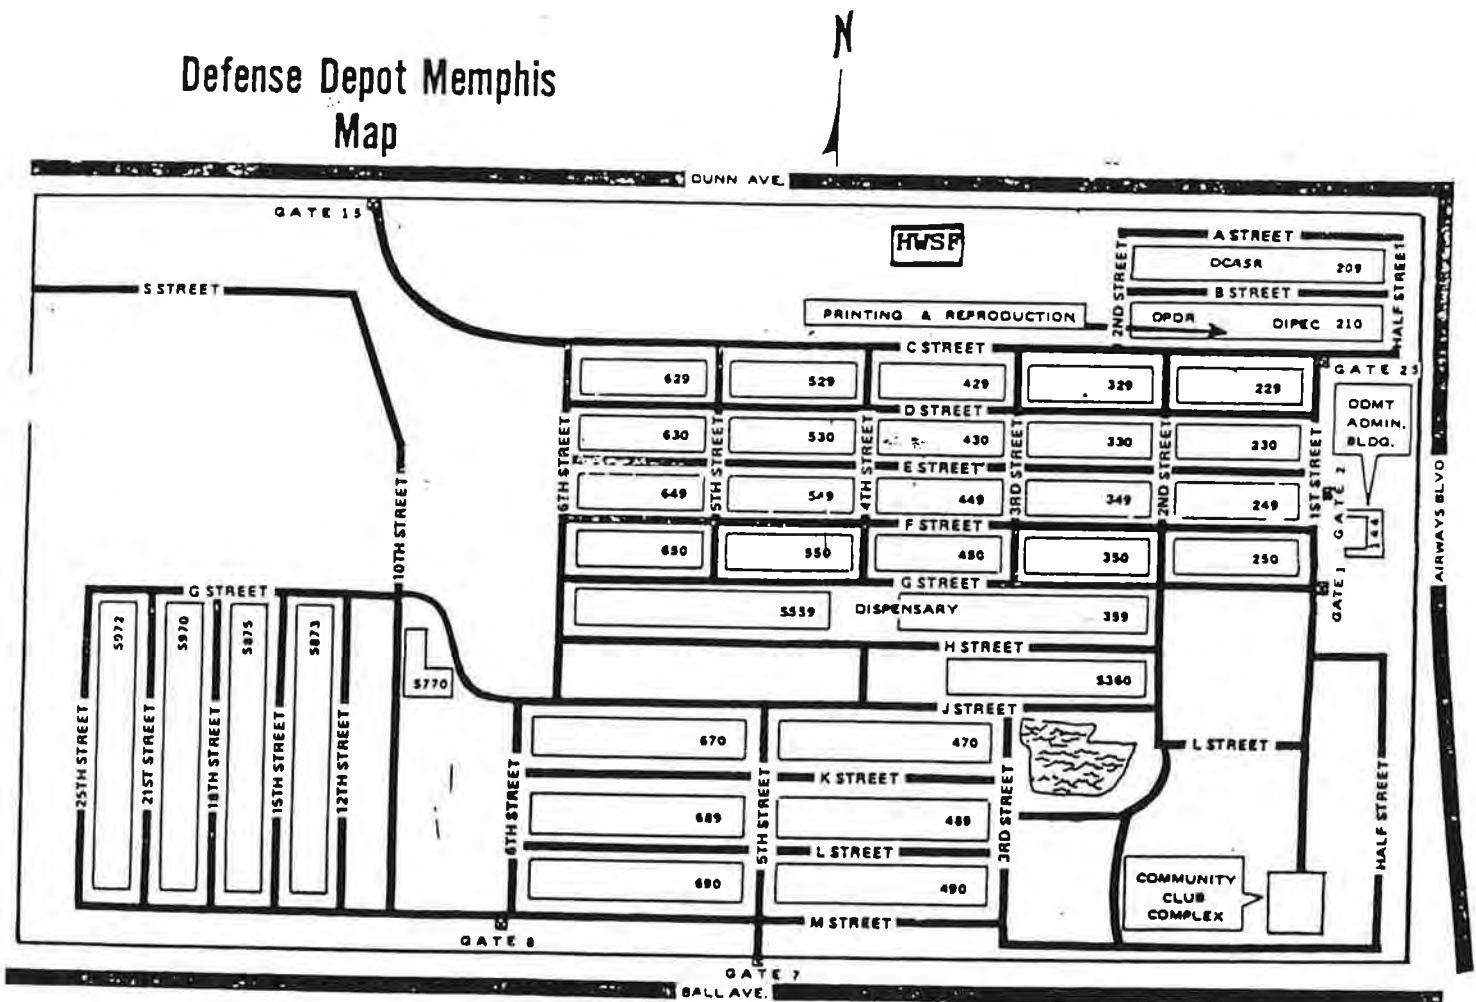 N
Defense Depot Memphis
Map
DUNN AVE.
GATE 15
HWSF
A STREET
DCASR 209
B STREET
S STREET
2ND STREET
HALF STREET
PRINTING & REPRODUCTION
DPDR
DIPEC 210
C STREET
GATE 23
629
529
429
329
229
D STREET
DDMT
ADMIN.
BLDG.
630
530
430
330
230
6TH STREET
5TH STREET
4TH STREET
3RD STREET
2ND STREET
1ST STREET
E STREET
649
549
449
349
249
GATE 2
144
AIRWAYS BLVD
10TH STREET
F STREET
650
550
450
350
250
GATE 1
G STREET
G STREET
S972
S970
S875
S873
S559
DISPENSARY
359
H STREET
S770
S360
J STREET
25TH STREET
21ST STREET
18TH STREET
15TH STREET
12TH STREET
670
470
L STREET
K STREET
6TH STREET
5TH STREET
3RD STREET
HALF STREET
689
489
L STREET
690
490
COMMUNITY
CLUB
COMPLEX
M STREET
GATE 8
GATE 7
BALL AVE.